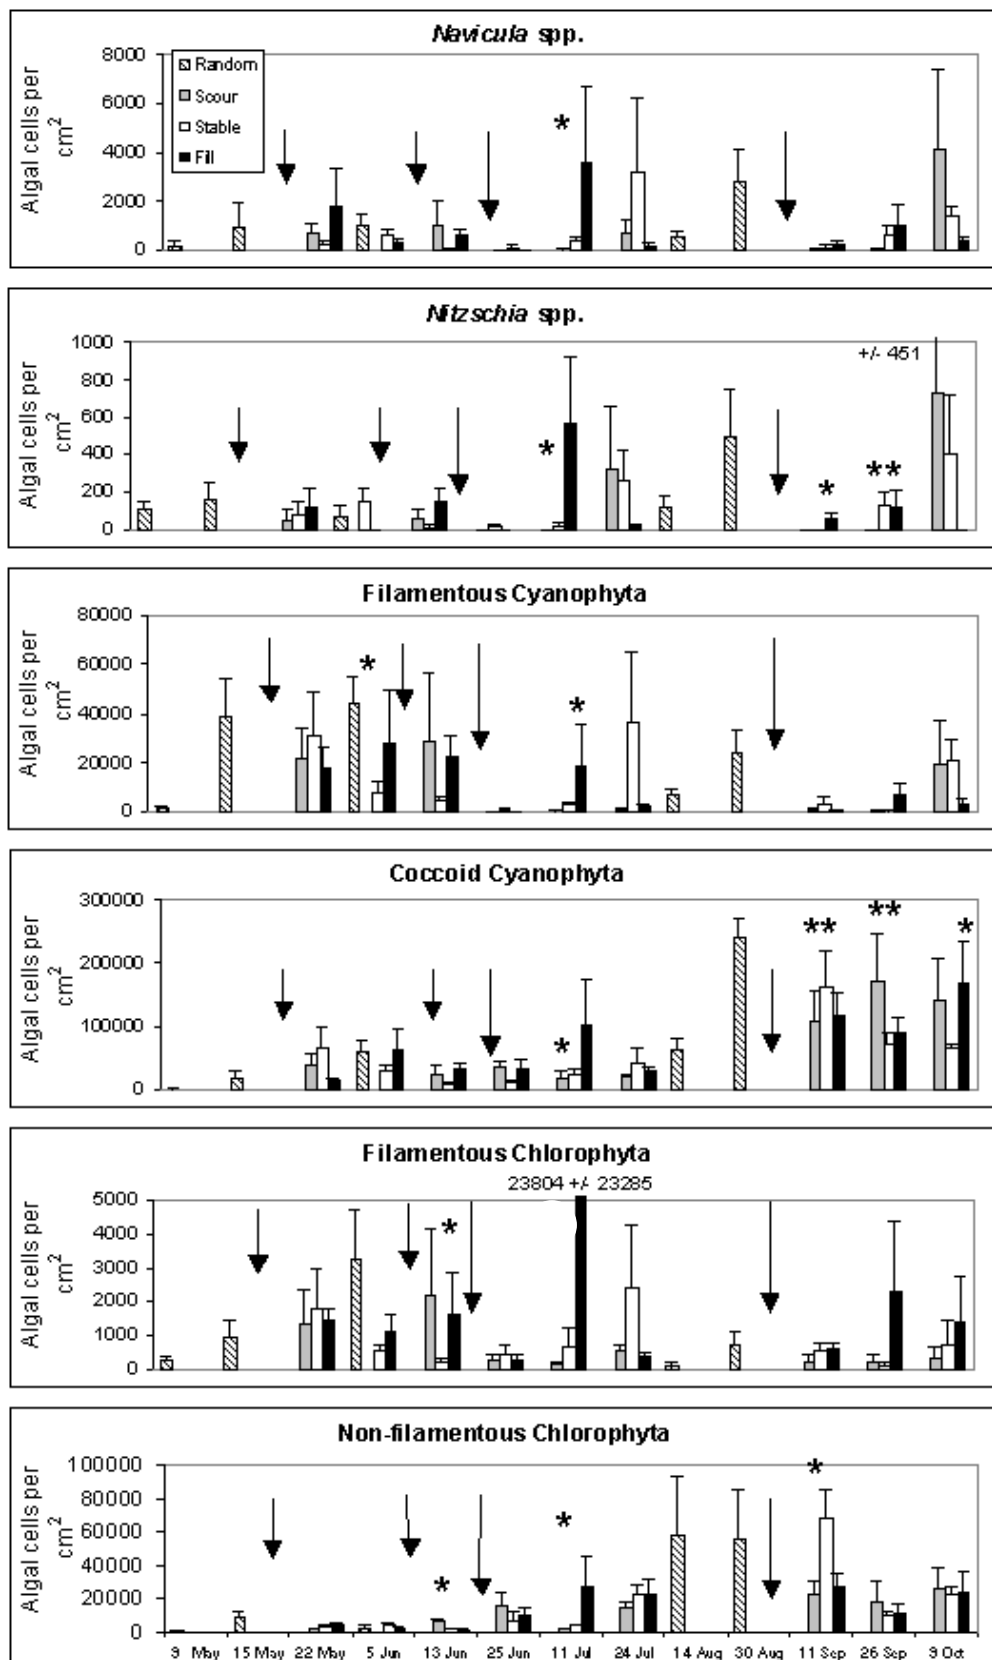 Navicula spp.
Algal cells per cm²
8000
6000
4000
2000
0
Random
Scour
Stable
Fill
*
Nitzschia spp.
Algal cells per cm²
1000
800
600
400
200
0
+/- 451
*
*
**
Filamentous Cyanophyta
Algal cells per cm²
80000
60000
40000
20000
0
*
*
Coccoid Cyanophyta
Algal cells per cm²
300000
200000
100000
0
*
**
**
*
Filamentous Chlorophyta
23804 +/- 23285
Algal cells per cm²
5000
4000
3000
2000
1000
0
*
Non-filamentous Chlorophyta
Algal cells per cm²
100000
80000
60000
40000
20000
0
*
*
*
9 May 15 May 22 May 5 Jun 13 Jun 25 Jun 11 Jul 24 Jul 14 Aug 30 Aug 11 Sep 26 Sep 9 Oct